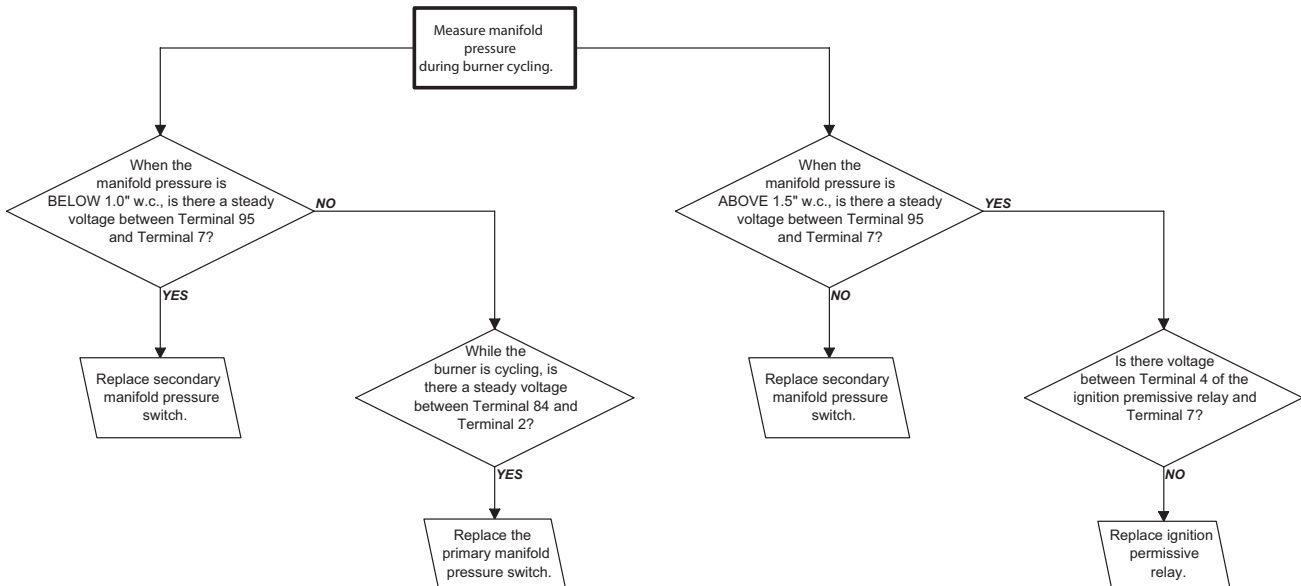 Measure manifold
pressure
during burner cycling.
When the
manifold pressure is
BELOW 1.0" w.c., is there a steady
voltage between Terminal 95
and Terminal 7?
NO
YES
When the
manifold pressure is
ABOVE 1.5" w.c., is there a steady
voltage between Terminal 95
and Terminal 7?
YES
NO
Replace secondary
manifold pressure
switch.
While the
burner is cycling, is
there a steady voltage
between Terminal 84 and
Terminal 2?
YES
Replace secondary
manifold pressure
switch.
Is there voltage
between Terminal 4 of the
ignition premissive relay and
Terminal 7?
NO
Replace the
primary manifold
pressure switch.
Replace ignition
permissive
relay.